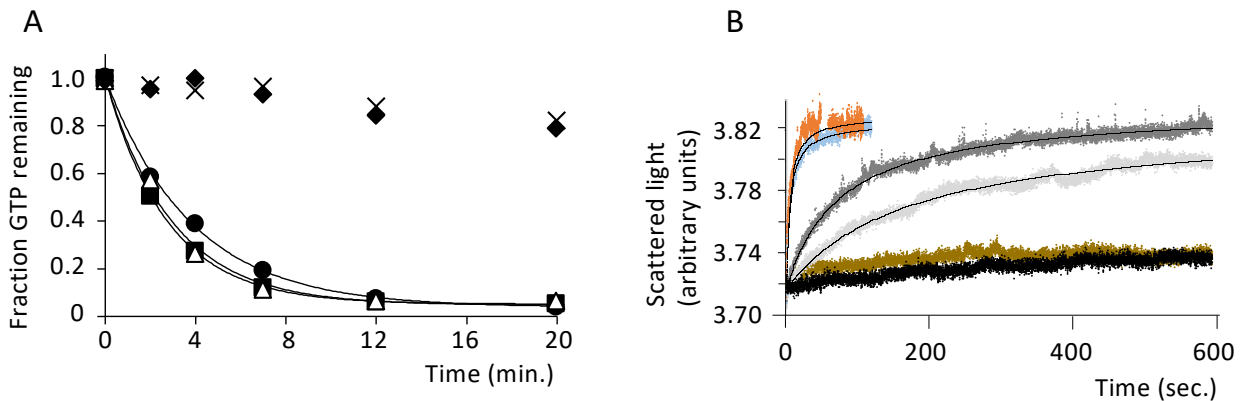 A
Fraction GTP remaining
1.0
0.8
0.6
0.4
0.2
0
0
4
8
12
16
20
Time (min.)
B
Scattered light
(arbitrary units)
3.82
3.78
3.74
3.70
0
200
400
600
Time (sec.)